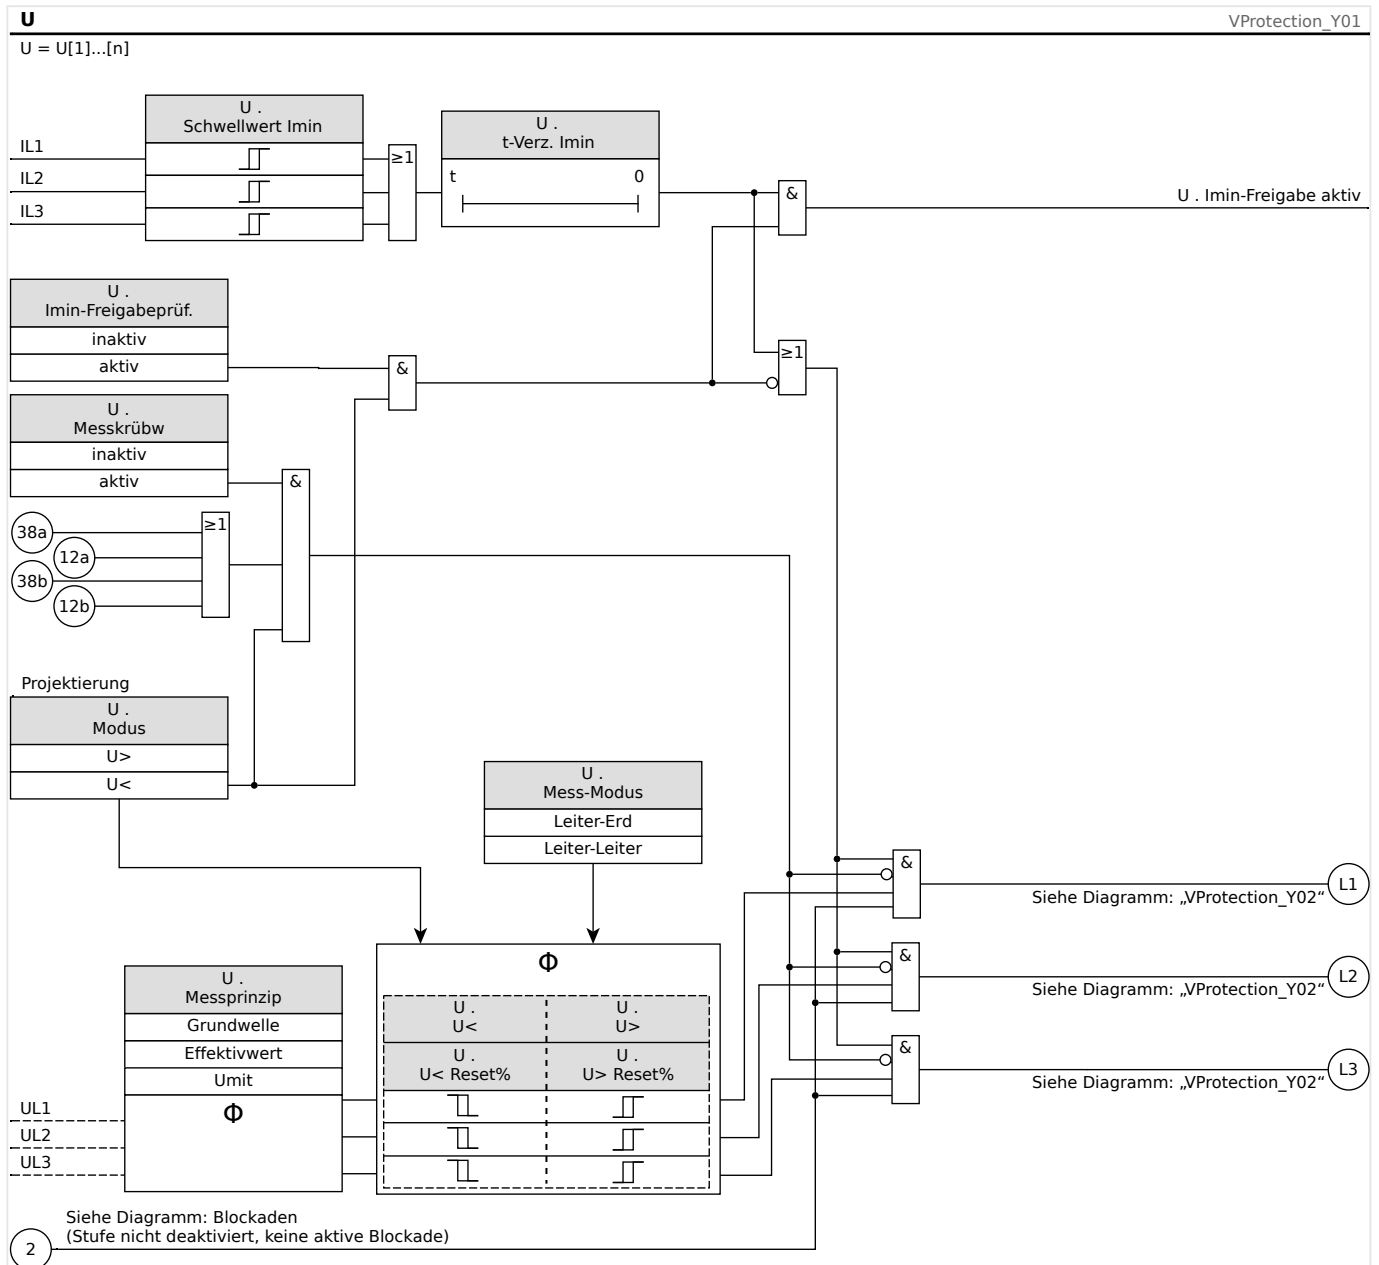 U
VProtection_Y01
U = U[1]...[n]
U .
Schwellwert Imin
IL1
IL2
IL3
≥1
U .
t-Verz. Imin
t
0
&
U . Imin-Freigabe aktiv
U .
Imin-Freigabeprüf.
inaktiv
aktiv
&
≥1
U .
Messkrübw
inaktiv
aktiv
&
38a
12a
38b
12b
≥1
Projektierung
U .
Modus
U>
U<
U .
Mess-Modus
Leiter-Erd
Leiter-Leiter
&
L1
Siehe Diagramm: „VProtection_Y02“
&
L2
Siehe Diagramm: „VProtection_Y02“
&
L3
Siehe Diagramm: „VProtection_Y02“
U .
Messprinzip
Grundwelle
Effektivwert
Umit
Φ
UL1
UL2
UL3
Φ
U .
U<
U .
U>
U .
U< Reset%
U .
U> Reset%
Siehe Diagramm: Blockaden
(Stufe nicht deaktiviert, keine aktive Blockade)
2